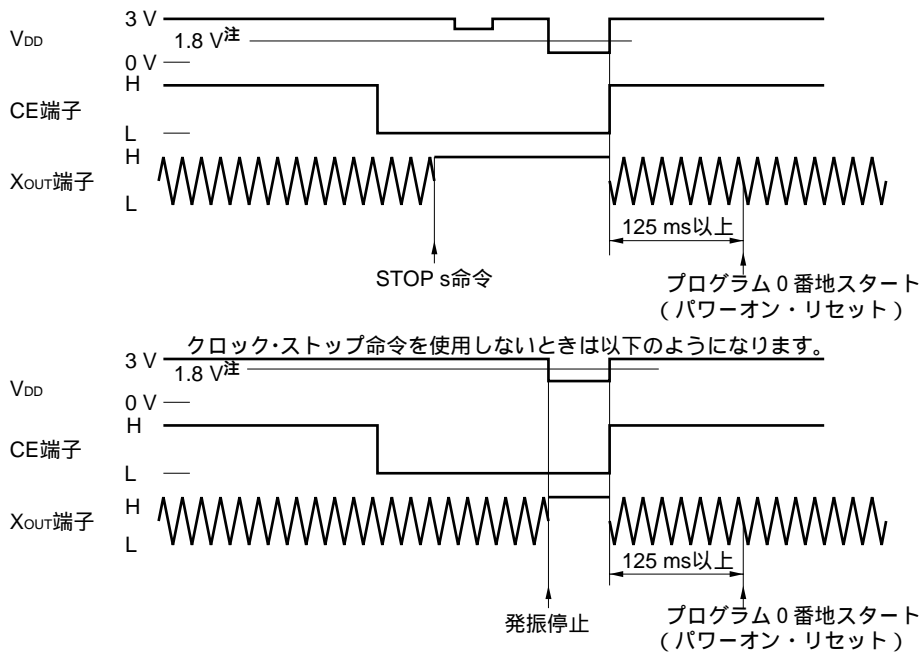 3 V
VDD
1.8 V注
0 V
H
CE端子
L
H
XOUT端子
L
125 ms以上
STOP s命令
プログラム 0 番地スタート
(パワーオン・リセット)
クロック・ストップ命令を使用しないときは以下のようになります。
3 V
1.8 V注
VDD
0 V
H
CE端子
L
H
XOUT端子
L
125 ms以上
発振停止
プログラム 0 番地スタート
(パワーオン・リセット)